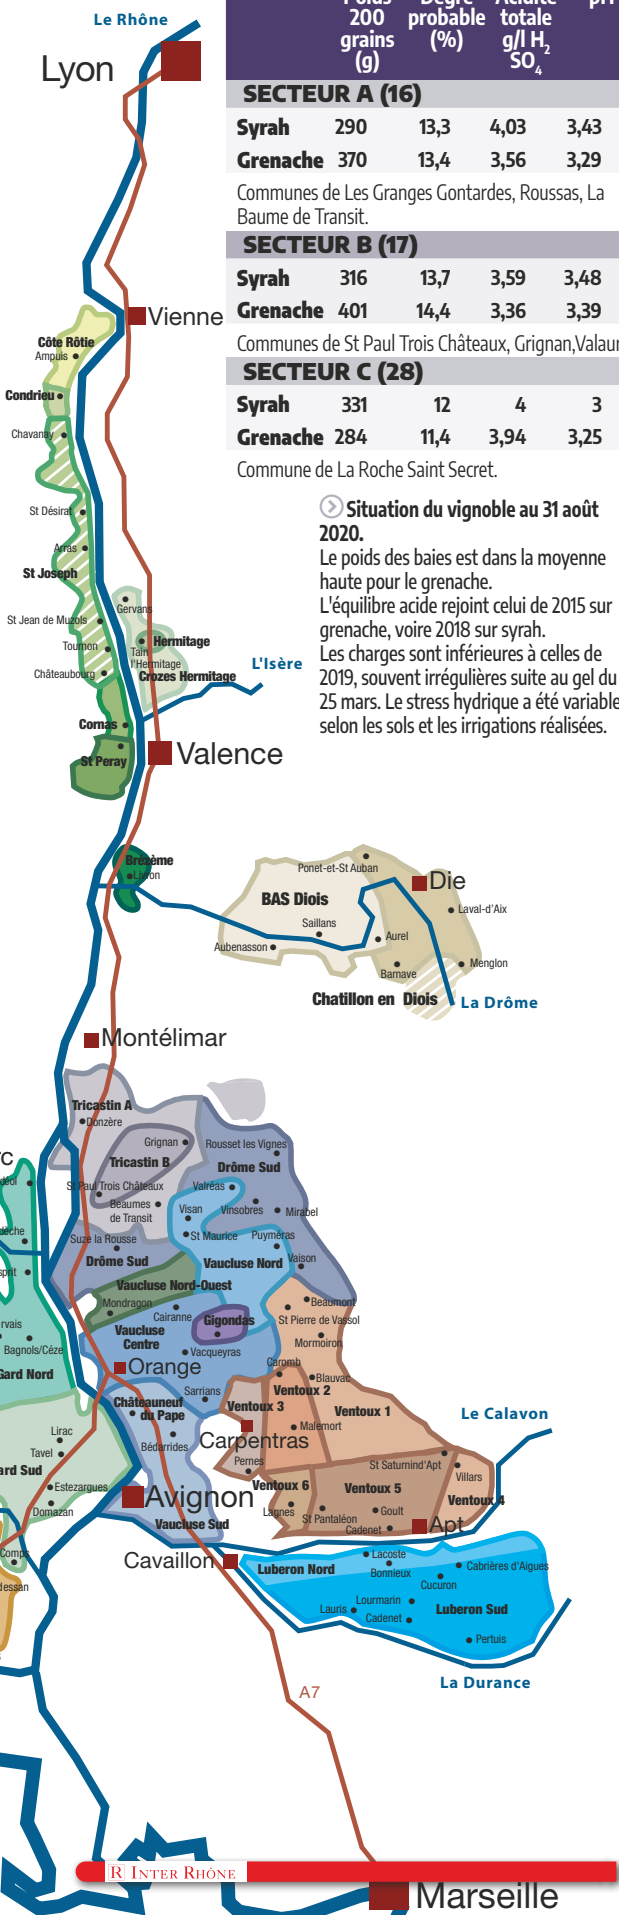 Le Rhône
Lyon
Poids
200
grains
(g)
Degré
probable
(%)
Acidité
totale
g/l H2
SO4
pH
SECTEUR A (16)
Syrah 290 13,3 4,03 3,43
Grenache 370 13,4 3,56 3,29
Communes de Les Granges Gontardes, Roussas, La
Baume de Transit.
SECTEUR B (17)
Syrah 316 13,7 3,59 3,48
Grenache 401 14,4 3,36 3,39
Communes de St Paul Trois Châteaux, Grignan,Valaur
SECTEUR C (28)
Syrah 331 12 4 3
Grenache 284 11,4 3,94 3,25
Commune de La Roche Saint Secret.
Situation du vignoble au 31 août
2020.
Le poids des baies est dans la moyenne
haute pour le grenache.
L'équilibre acide rejoint celui de 2015 sur
grenache, voire 2018 sur syrah.
Les charges sont inférieures à celles de
2019, souvent irrégulières suite au gel du
25 mars. Le stress hydrique a été variable
selon les sols et les irrigations réalisées.
Vienne
Côte Rôtie
Ampuis
Condrieu
Chavanay
St Désirat
Arras
St Joseph
Gervans
St Jean de Muzols
Hermitage
Tournon
Tain
l'Hermitage
L'Isère
Châteaubourg
Crozes Hermitage
Cornas
Valence
St Peray
Brézème
Livron
Ponet-et-St Auban
Die
BAS Diois
Laval-d'Aix
Saillans
Aurel
Aubenasson
Barnave
Menglon
Chatillon en Diois
La Drôme
Montélimar
Tricastin A
Donzère
Grignan
Rousset les Vignes
Tricastin B
Drôme Sud
St Paul Trois Châteaux
Valréas
Beaumes
de Transit
Visan
Vinsobres
Mirabel
Suze la Rousse
St Maurice
Puymeras
Drôme Sud
Vaucluse Nord
Vaison
Vaucluse Nord-Ouest
Mondragon
Beaumont
Cairanne
Gigondas
St Pierre de Vassol
Vaucluse
Centre
Mormoiron
Bagnols/Céze
Vacqueyras
Orange
Caromb
Blauvac
Gard Nord
Sarrians
Ventoux 2
Châteauneuf
du Pape
Ventoux 3
Ventoux 1
Le Calavon
Lirac
Malemort
Carpentras
Bédarrides
Tavel
Pernes
St Saturnind'Apt
ard Sud
Villars
Estezargues
Ventoux 6
Ventoux 5
Avignon
Ventoux 4
Domazan
Lagnes
Goult
St Pantaléon
Vaucluse Sud
Cadenet
Apt
Comps
Cavaillon
Lacoste
Luberon Nord
Bonnieux
Cabrières d'Aigues
Cucuron
Lourmarin
Lauris
Luberon Sud
Cadenet
Pertuis
La Durance
A7
R INTER RHÔNE
Marseille